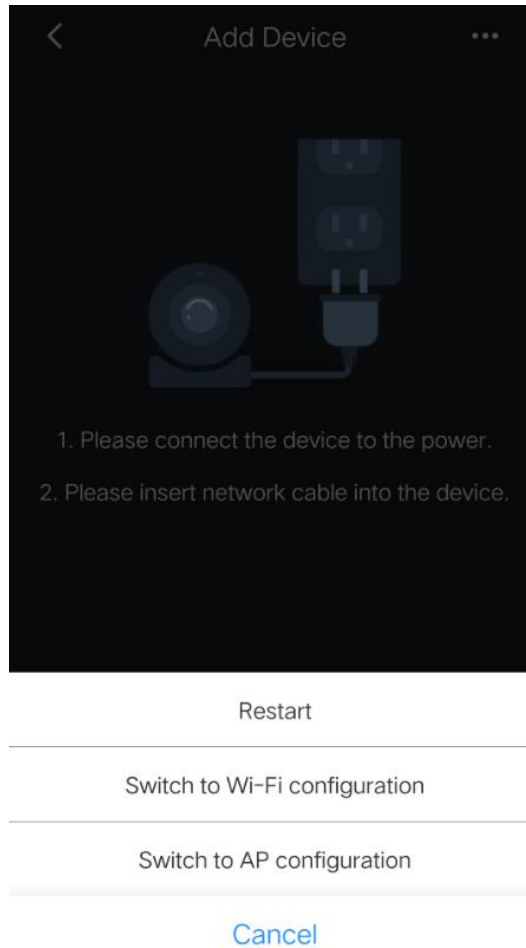 Add Device
1. Please connect the device to the power.
2. Please insert network cable into the device.
Restart
Switch to Wi-Fi configuration
Switch to AP configuration
Cancel